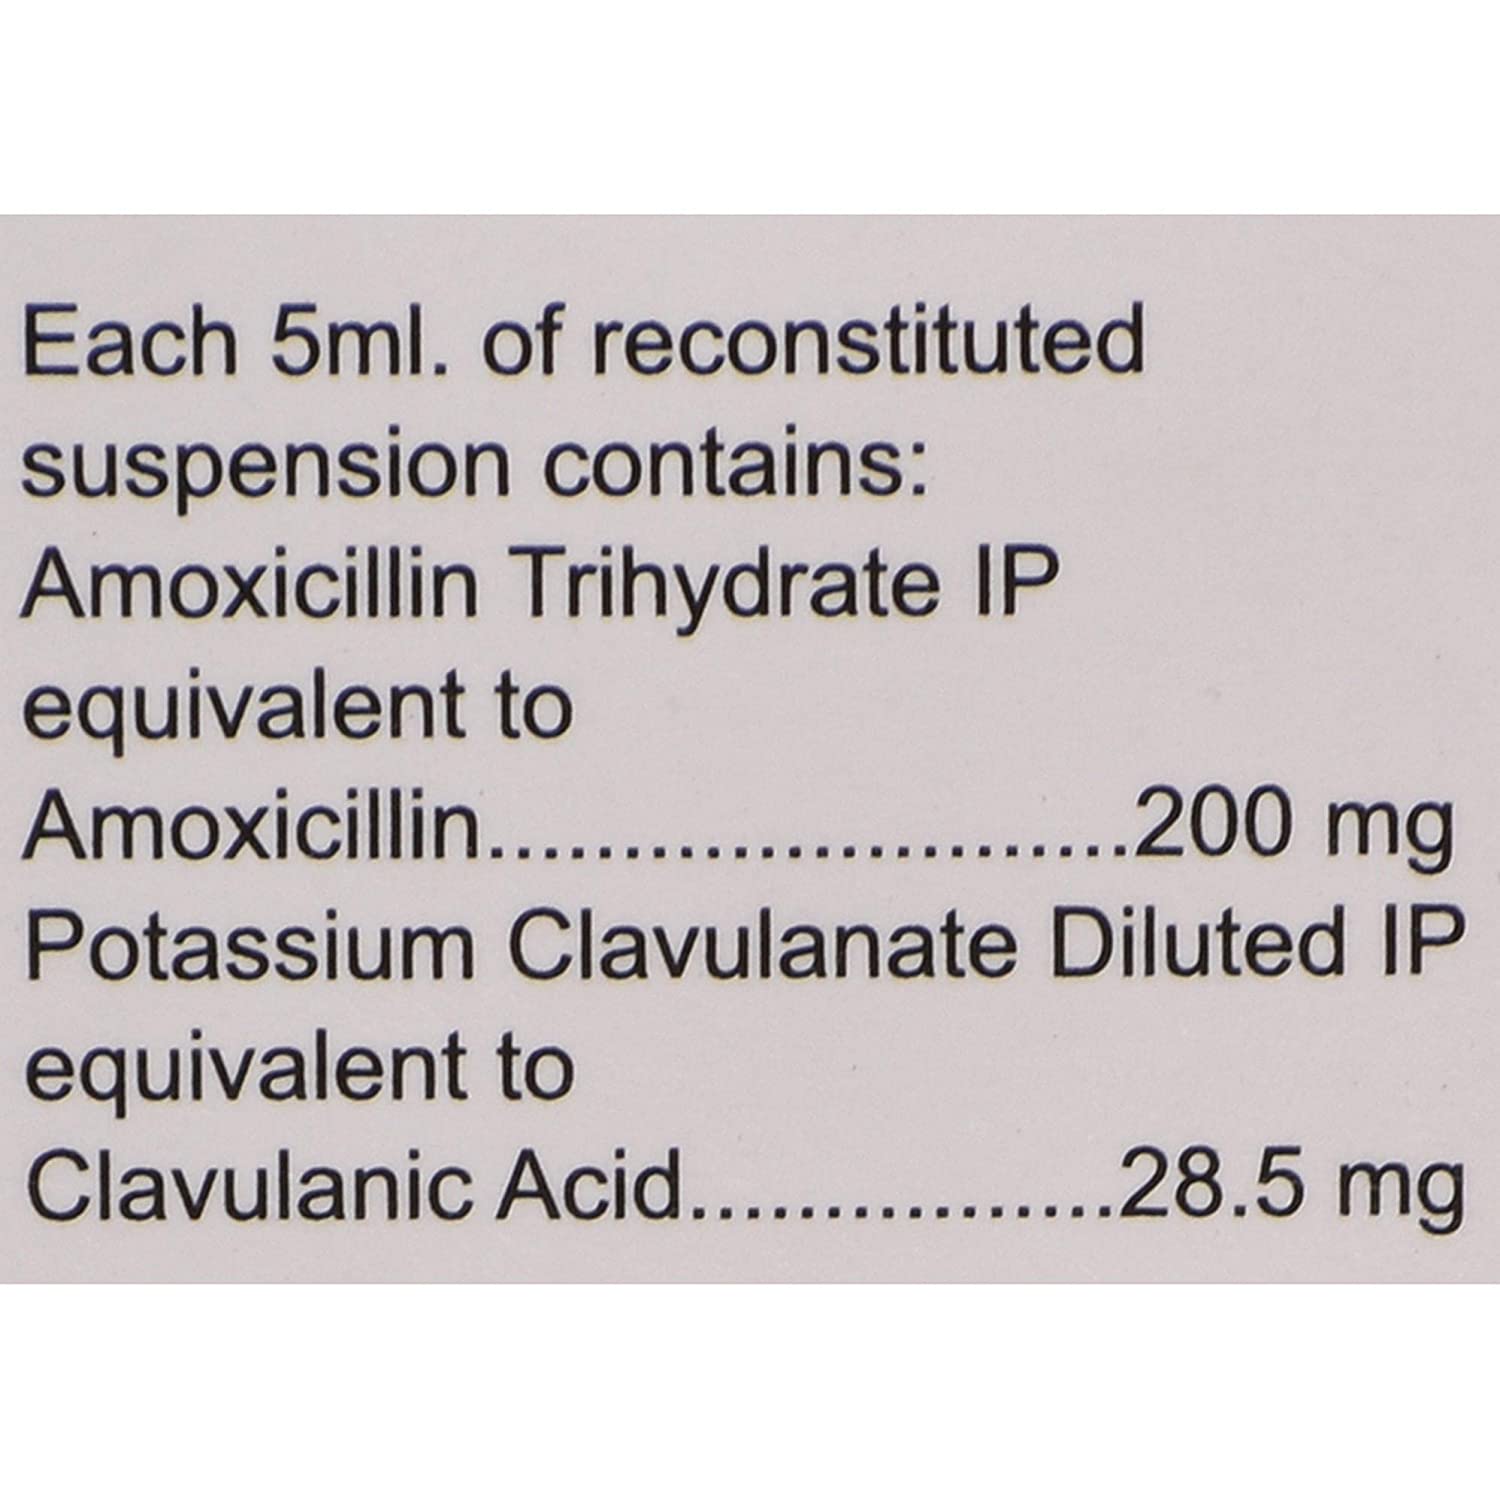 Each 5ml. of reconstituted
suspension contains:
Amoxicillin Trihydrate IP
equivalent to
Amoxicillin........................200 mg
Potassium Clavulanate Diluted IP
equivalent to
Clavulanic Acid................28.5 mg